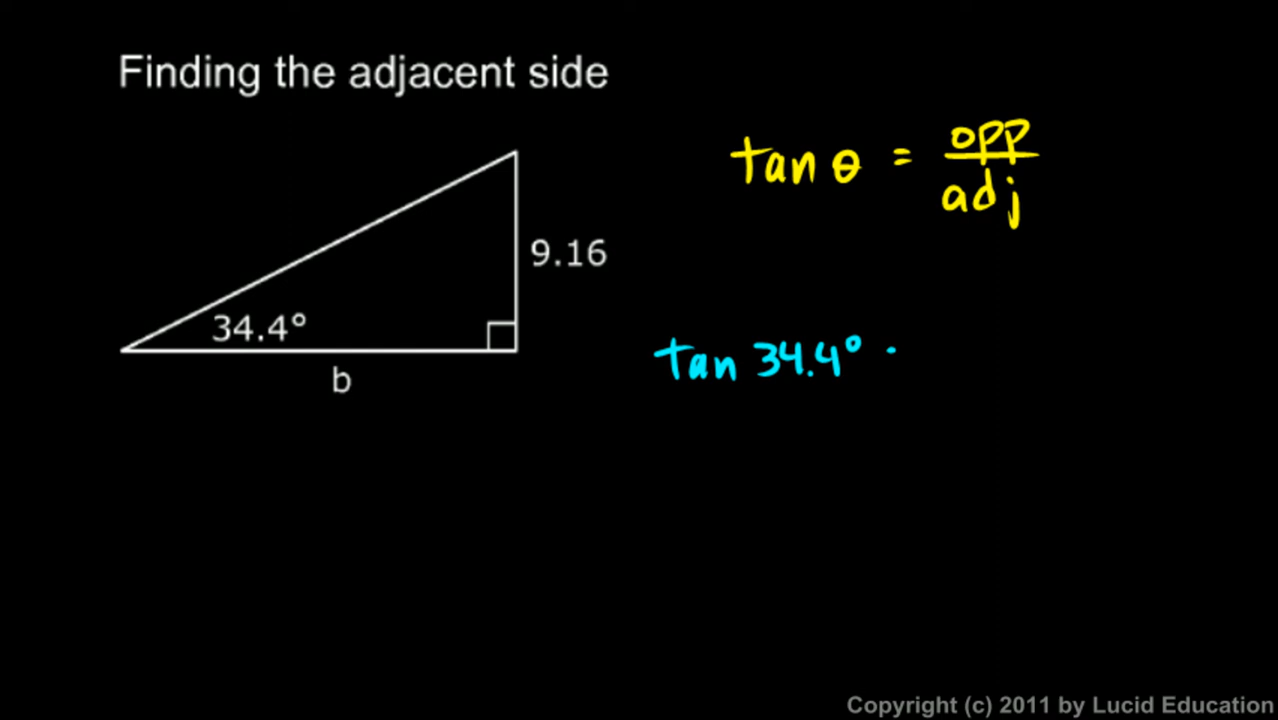 Finding the adjacent side
tan θ = opp/adj
9.16
34.4°
b
tan 34.4°
Copyright (c) 2011 by Lucid Education